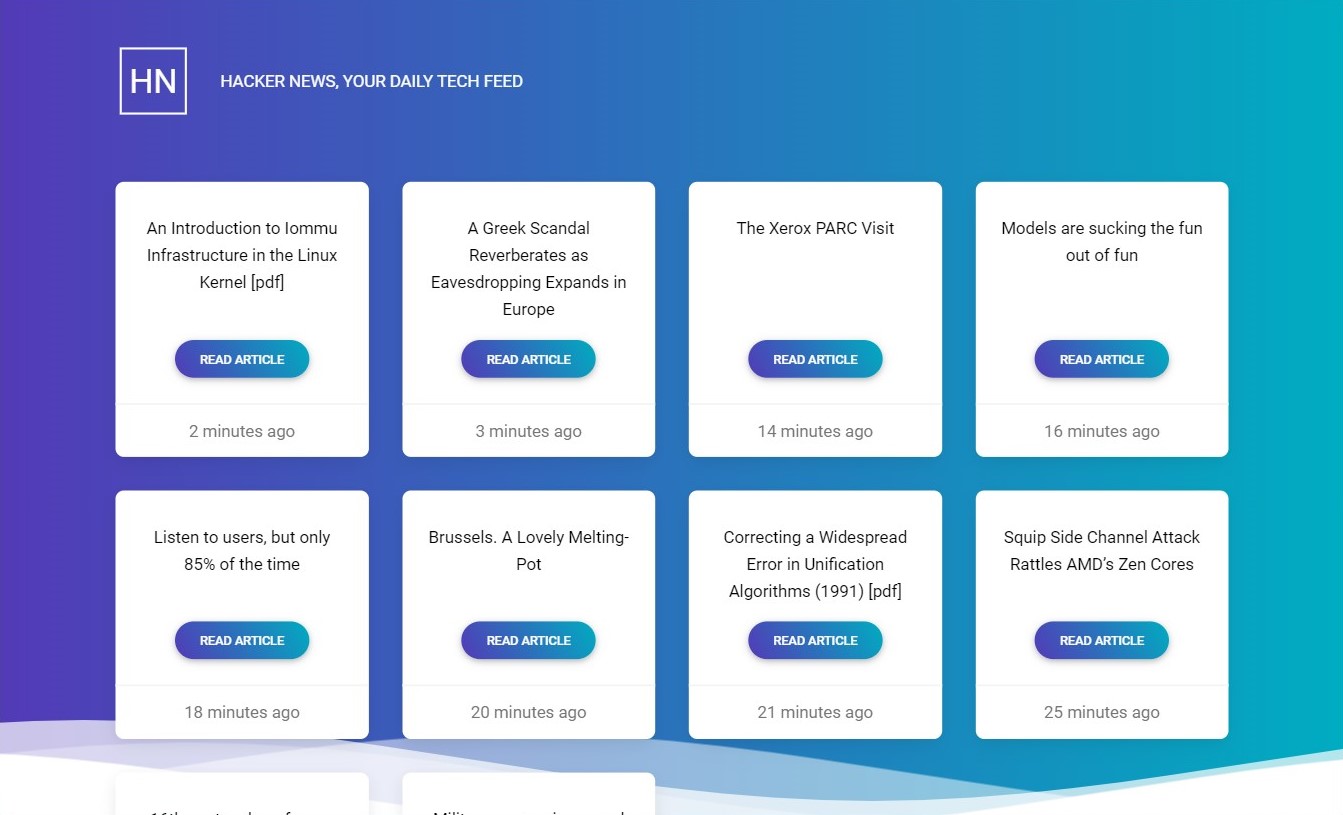 HN
HACKER NEWS, YOUR DAILY TECH FEED
An Introduction to Iommu
Infrastructure in the Linux
Kernel [pdf]
READ ARTICLE
2 minutes ago
A Greek Scandal
Reverberates as
Eavesdropping Expands in
Europe
READ ARTICLE
3 minutes ago
The Xerox PARC Visit
READ ARTICLE
14 minutes ago
Models are sucking the fun
out of fun
READ ARTICLE
16 minutes ago
Listen to users, but only
85% of the time
READ ARTICLE
18 minutes ago
Brussels. A Lovely Melting-
Pot
READ ARTICLE
20 minutes ago
Correcting a Widespread
Error in Unification
Algorithms (1991) [pdf]
READ ARTICLE
21 minutes ago
Squip Side Channel Attack
Rattles AMD’s Zen Cores
READ ARTICLE
25 minutes ago